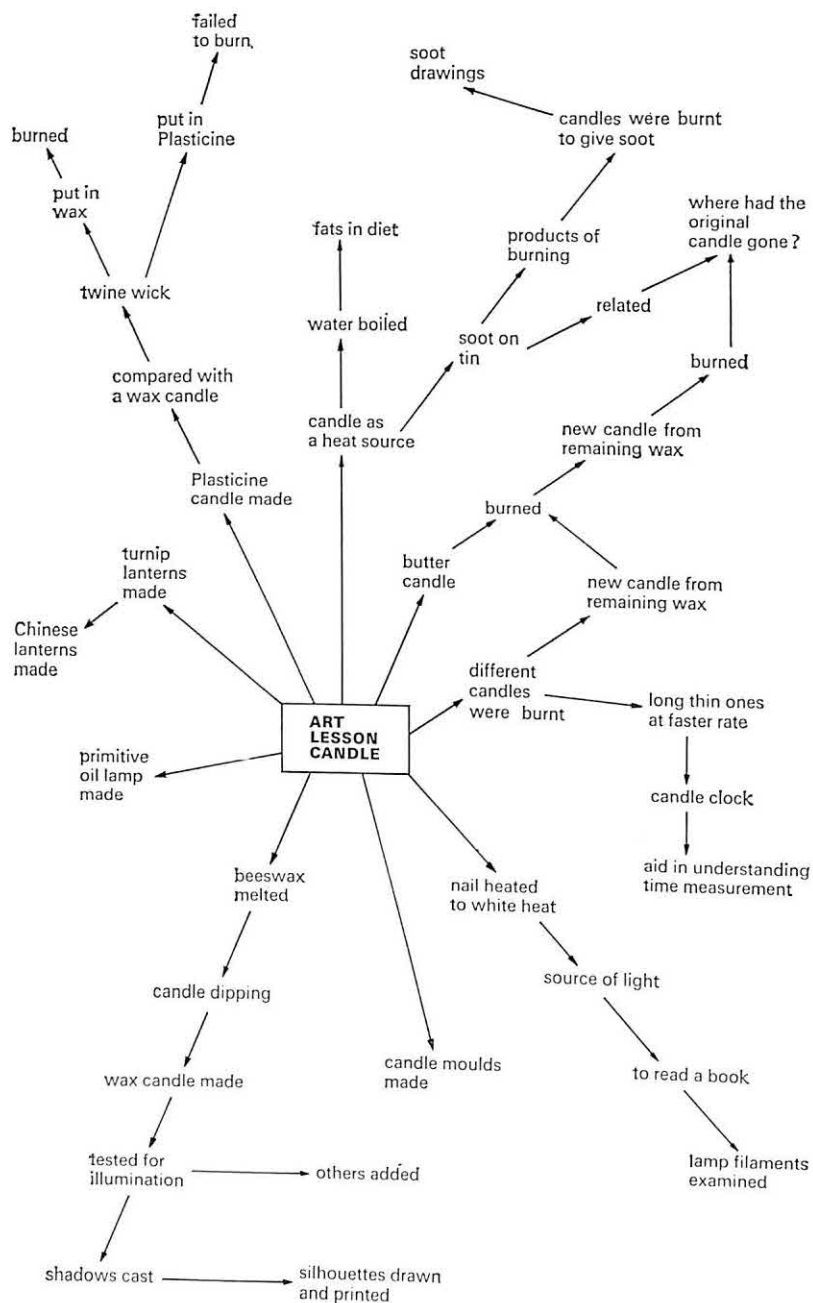 failed
to burn.
soot
drawings
put in
Plasticine
candles were burnt
to give soot
burned
put in
wax
where had the
original
candle gone?
fats in diet
products of
burning
twine wick
related
water boiled
soot on
tin
compared with
a wax candle
burned
candle as
a heat source
new candle from
remaining wax
Plasticine
candle made
burned
turnip
lanterns
made
butter
candle
new candle from
remaining wax
Chinese
lanterns
made
different
candles
were burnt
long thin ones
at faster rate
ART
LESSON
CANDLE
primitive
oil lamp
made
candle clock
aid in understanding
time measurement
beeswax
melted
nail heated
to white heat
source of light
candle dipping
candle moulds
made
to read a book
wax candle made
tested for
illumination
others added
lamp filaments
examined
shadows cast
silhouettes drawn
and printed